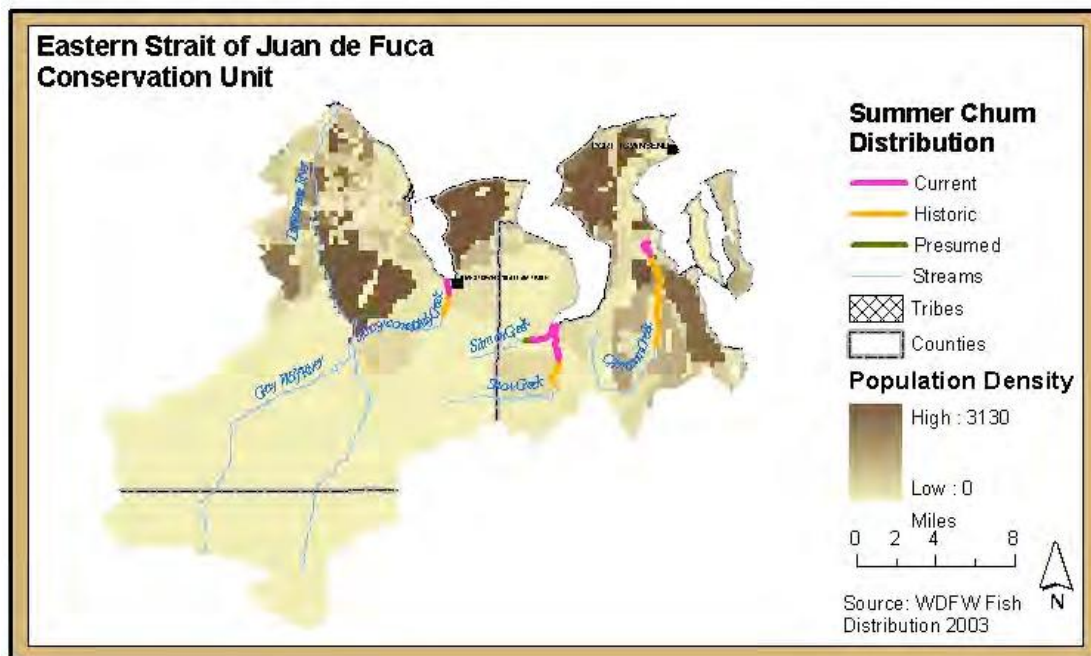 Eastern Strait of Juan de Fuca
Conservation Unit
Summer Chum
Distribution
Current
Historic
Presumed
Streams
Tribes
Counties
Population Density
High : 3130
Low : 0
Miles
0 2 4 8
N
Source: WDFW Fish
Distribution 2003
PORT TOWNSEND
Gray Wolf River
Salmon Creek
Snow Creek